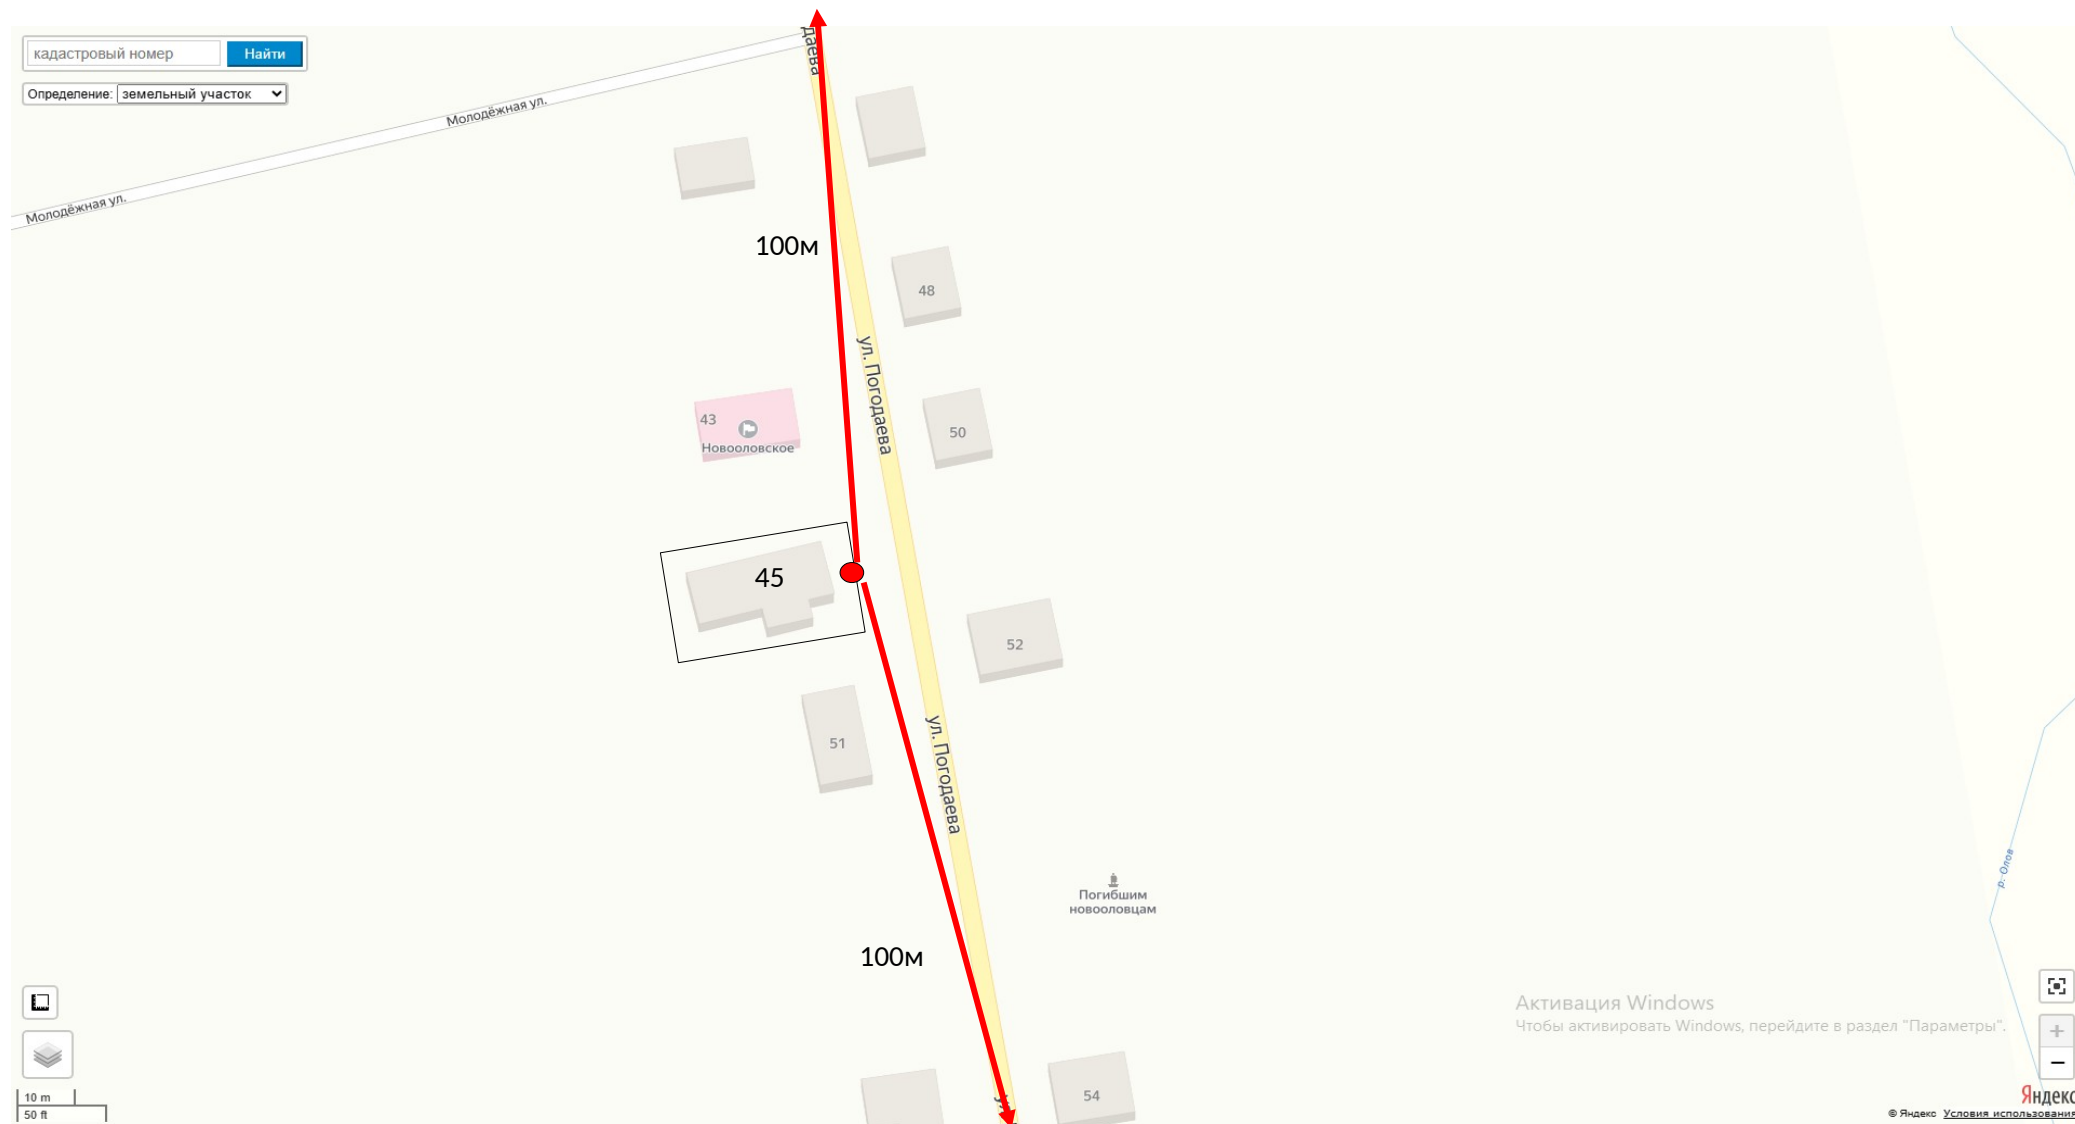 кадастровый номер
Найти
Определение: земельный участок
даева
Молодёжная ул.
Молодёжная ул.
100м
48
ул. Погодаева
43
Новооловское
50
45
52
51
ул. Погодаева
Погибшим
новооловцам
р. Олов
100м
Активация Windows
Чтобы активировать Windows, перейдите в раздел "Параметры".
54
10 m
50 ft
Яндекс
© Яндекс Условия использования